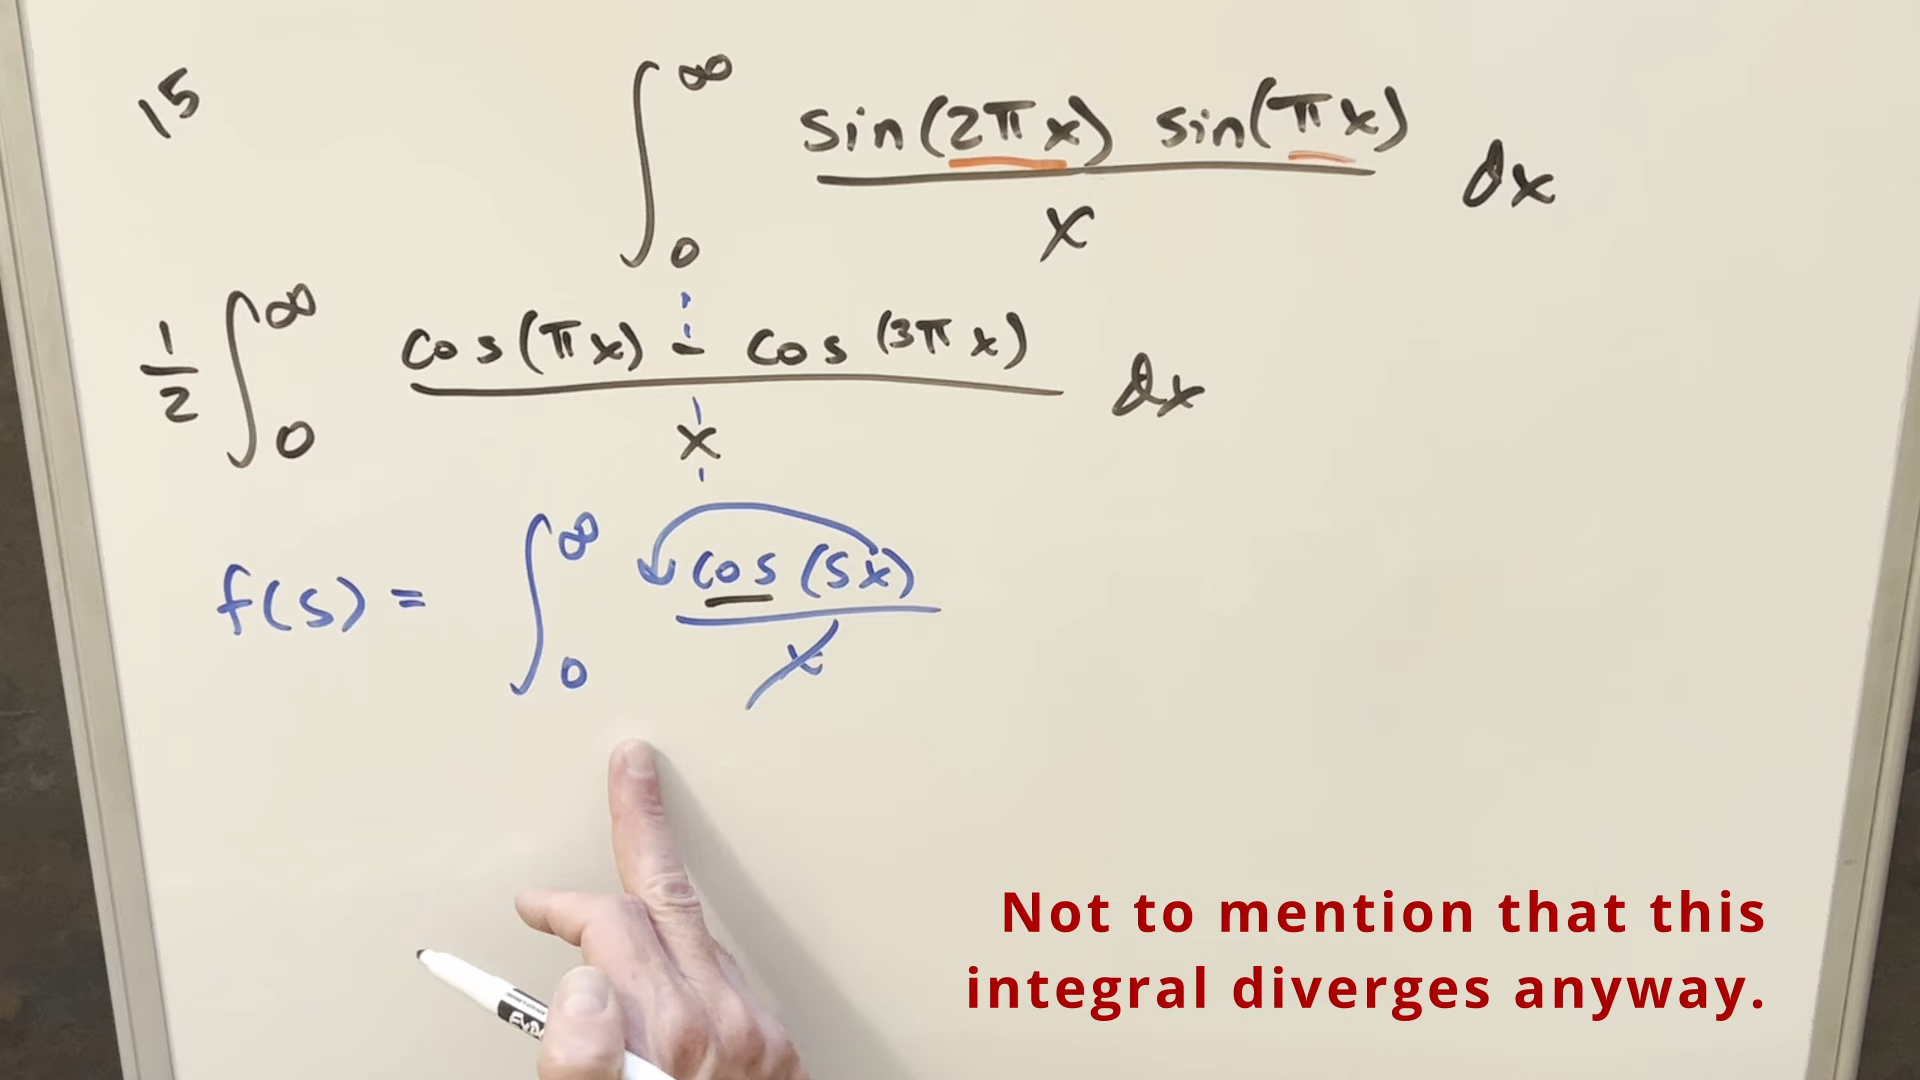 15
∫₀^∞ sin(2πx) sin(πx) / x dx
1/2 ∫₀^∞ cos(πx) - cos(3πx) / x dx
f(s) = ∫₀^∞ cos(sx) / x
Not to mention that this
integral diverges anyway.